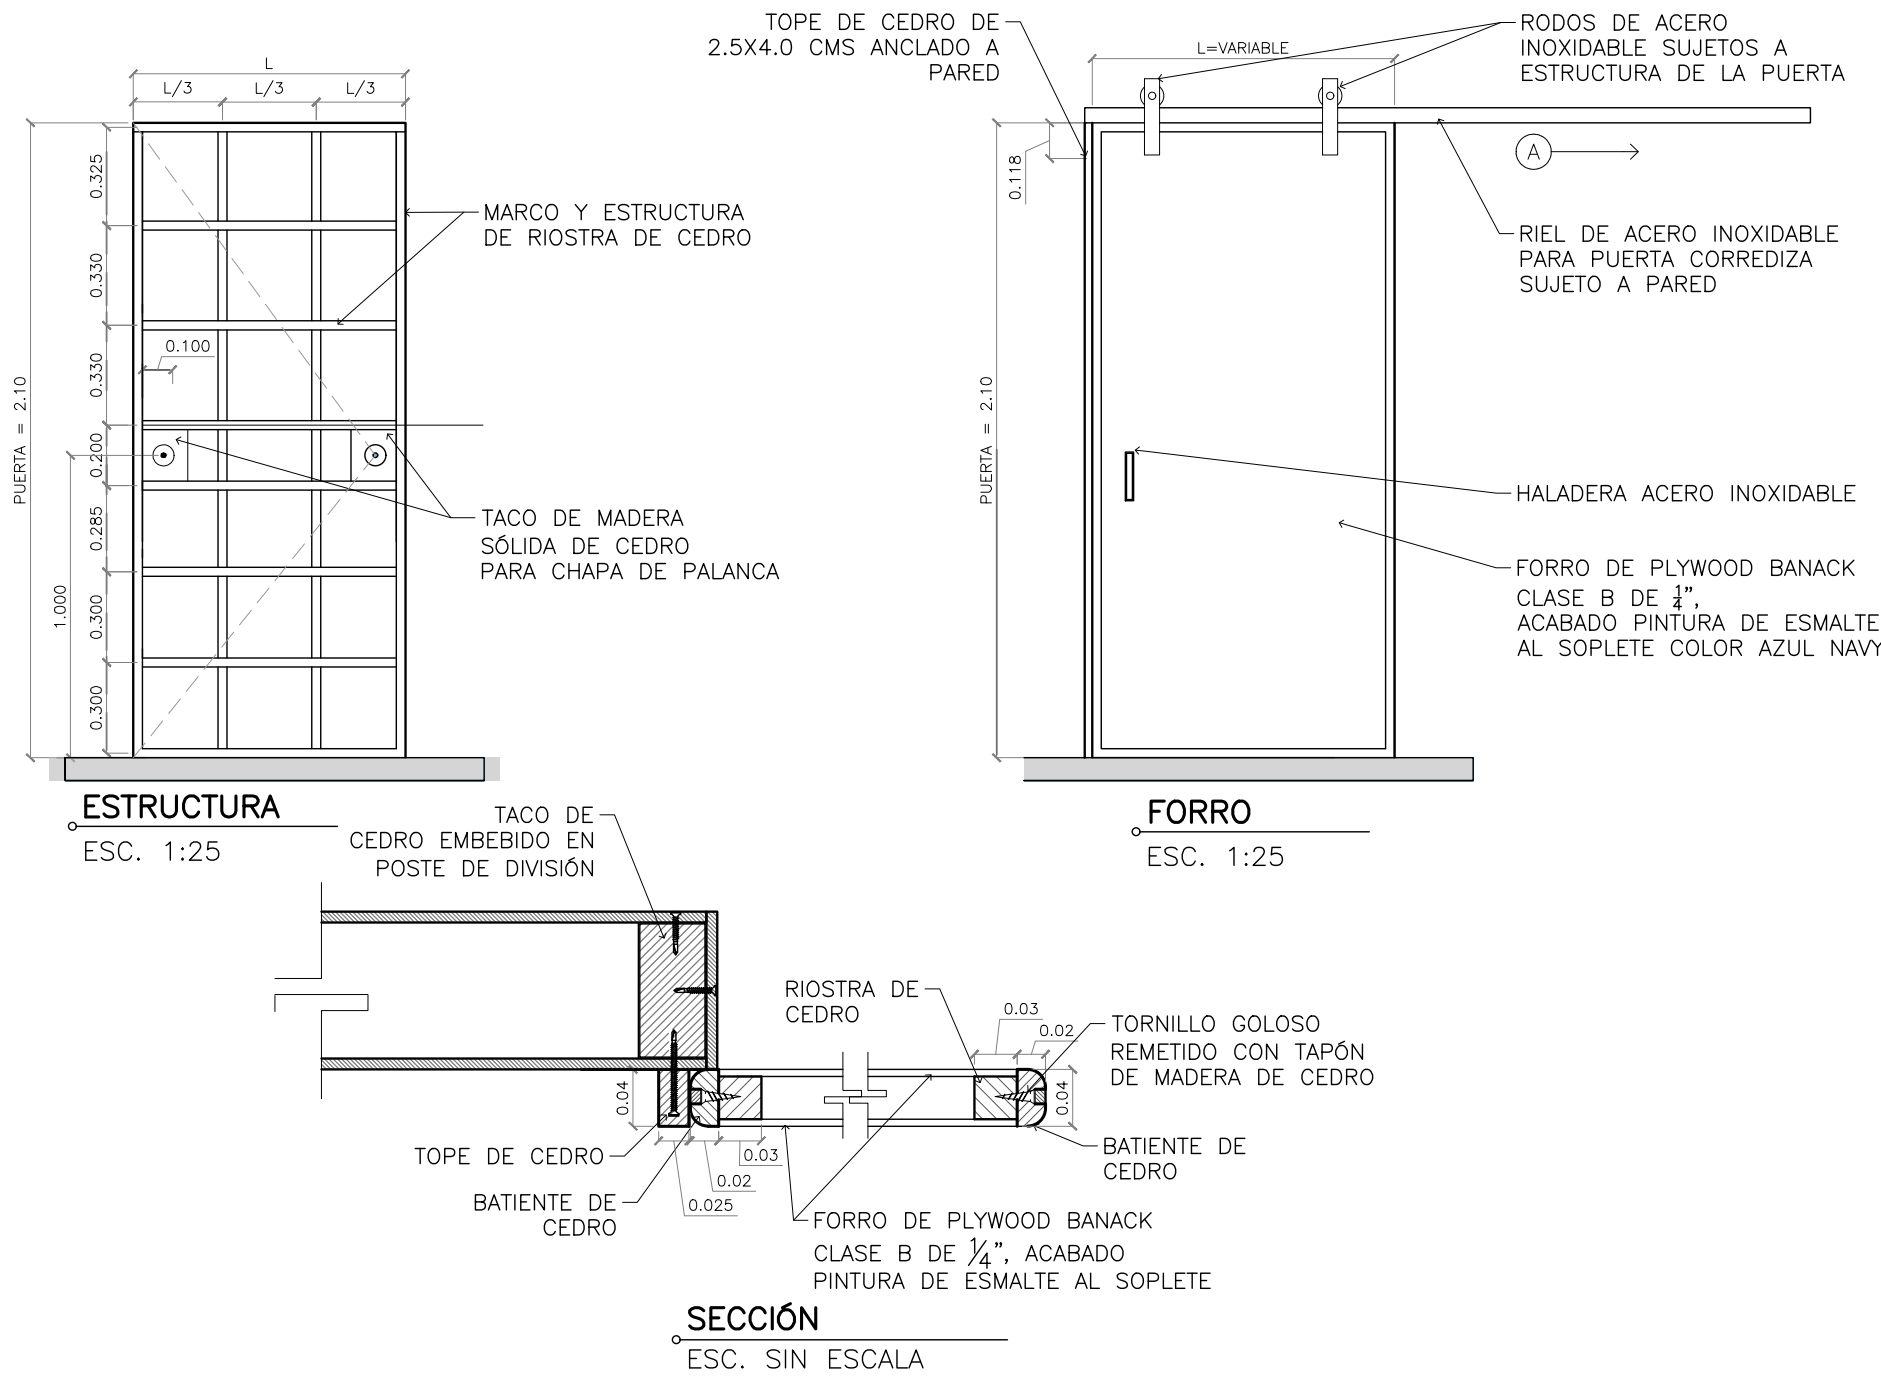 L
L/3
L/3
L/3
PUERTA = 2.10
0.325
0.330
0.330
0.200
0.285
0.300
0.300
1.000
0.100
MARCO Y ESTRUCTURA
DE RIOSTRA DE CEDRO
TACO DE MADERA
SÓLIDA DE CEDRO
PARA CHAPA DE PALANCA
ESTRUCTURA
ESC. 1:25
TOPE DE CEDRO DE
2.5X4.0 CMS ANCLADO A
PARED
L=VARIABLE
RODOS DE ACERO
INOXIDABLE SUJETOS A
ESTRUCTURA DE LA PUERTA
0.118
A
RIEL DE ACERO INOXIDABLE
PARA PUERTA CORREDIZA
SUJETO A PARED
PUERTA = 2.10
HALADERA ACERO INOXIDABLE
FORRO DE PLYWOOD BANACK
CLASE B DE ¼",
ACABADO PINTURA DE ESMALTE
AL SOPLETE COLOR AZUL NAVY
FORRO
ESC. 1:25
TACO DE
CEDRO EMBEBIDO EN
POSTE DE DIVISIÓN
RIOSTRA DE
CEDRO
0.03
0.02
TORNILLO GOLOSO
REMETIDO CON TAPÓN
DE MADERA DE CEDRO
0.04
0.04
TOPE DE CEDRO
BATIENTE DE
CEDRO
0.03
0.02
0.025
BATIENTE DE
CEDRO
FORRO DE PLYWOOD BANACK
CLASE B DE ¼", ACABADO
PINTURA DE ESMALTE AL SOPLETE
SECCIÓN
ESC. SIN ESCALA